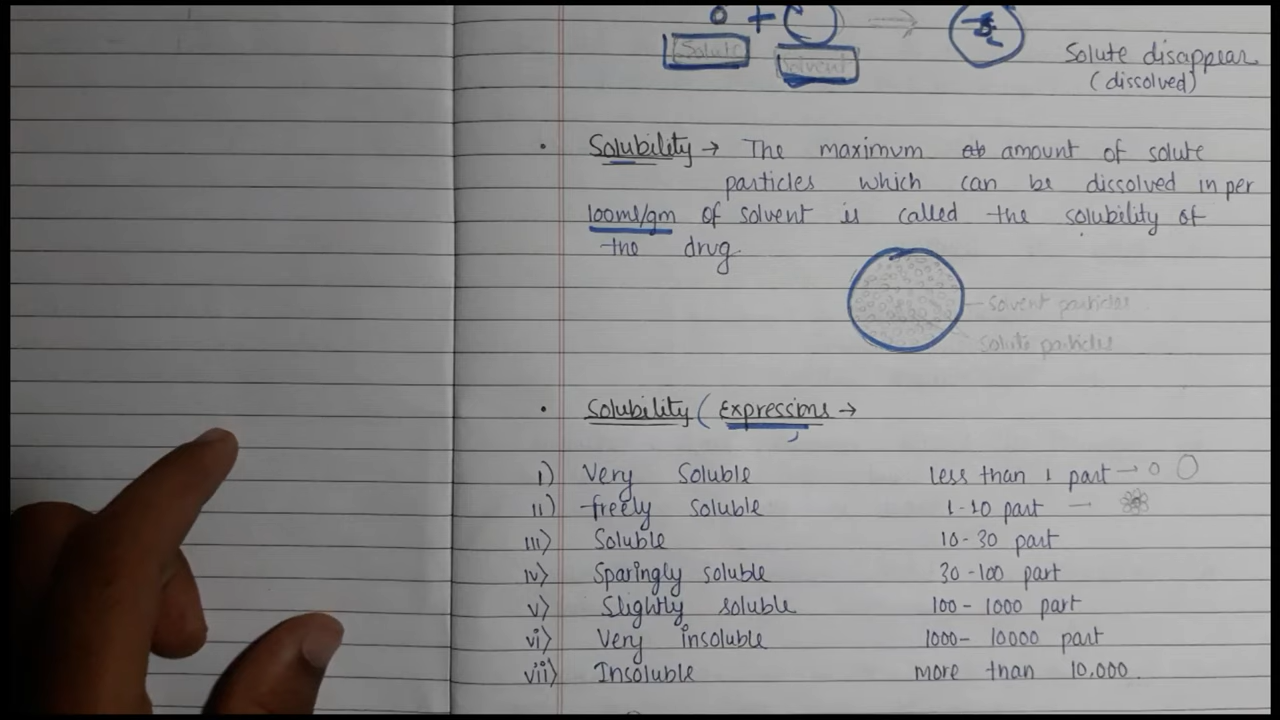 Solute
Solvent
Solute disappear
(dissolved)
• Solubility → The maximum amount of solute
particles which can be dissolved in per
100ml/gm of solvent is called the solubility of
the drug
solvent particles
solute particles
• Solubility ( Expressions →
i) Very Soluble less than 1 part →
ii) freely soluble 1-10 part —
iii) Soluble 10-30 part
iv) Sparingly soluble 30-100 part
v) Slightly soluble 100-1000 part
vi) Very insoluble 1000-10000 part
vii) Insoluble more than 10,000.